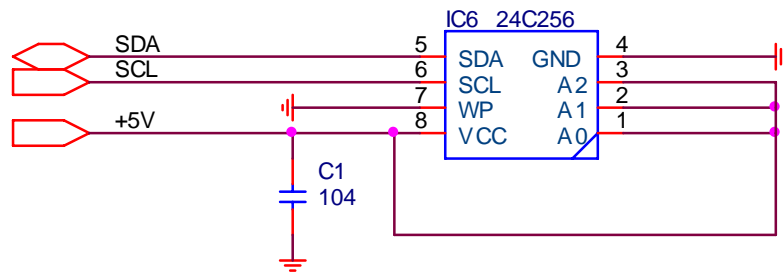 IC6 24C256
SDA 5 SDA GND 4
SCL 6 SCL A2 3
7 WP A1 2
+5V 8 VCC A0 1
C1
104